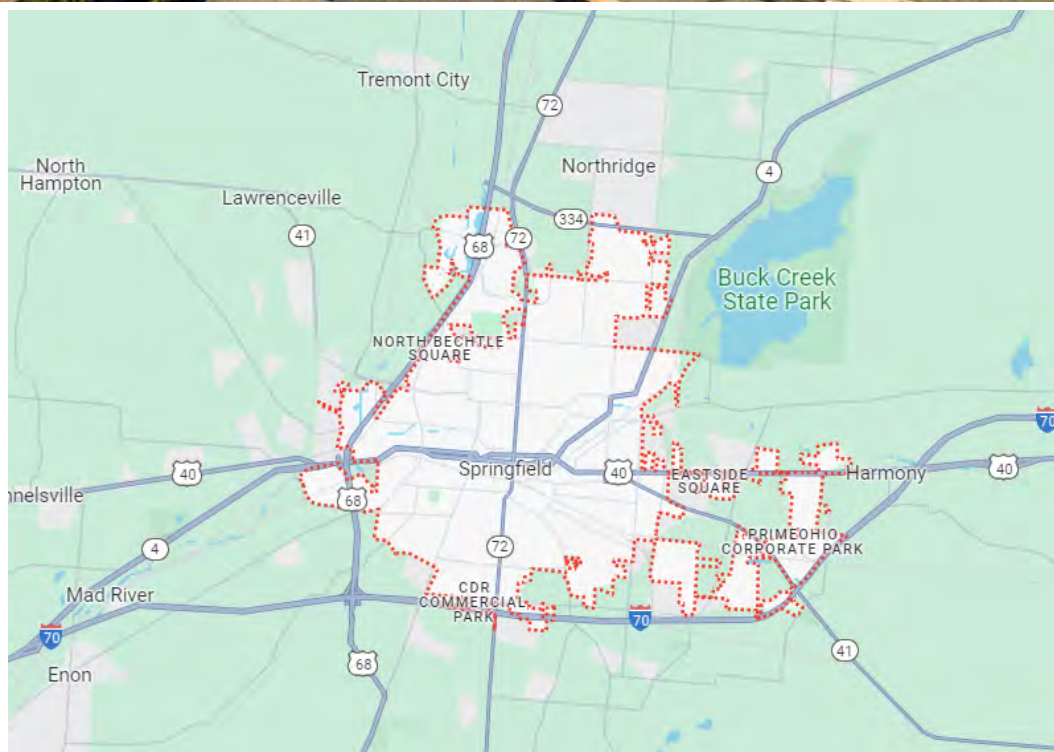 Tremont City
72
North
Hampton
Northridge
4
Lawrenceville
334
41
68
72
Buck Creek
State Park
NORTH BECHTLE
SQUARE
70
40
Springfield
40
EASTSIDE
SQUARE
Harmony
40
nnelsville
68
4
72
PRIMEOHIO
CORPORATE PARK
CDR
COMMERCIAL
PARK
Mad River
70
70
41
68
Enon